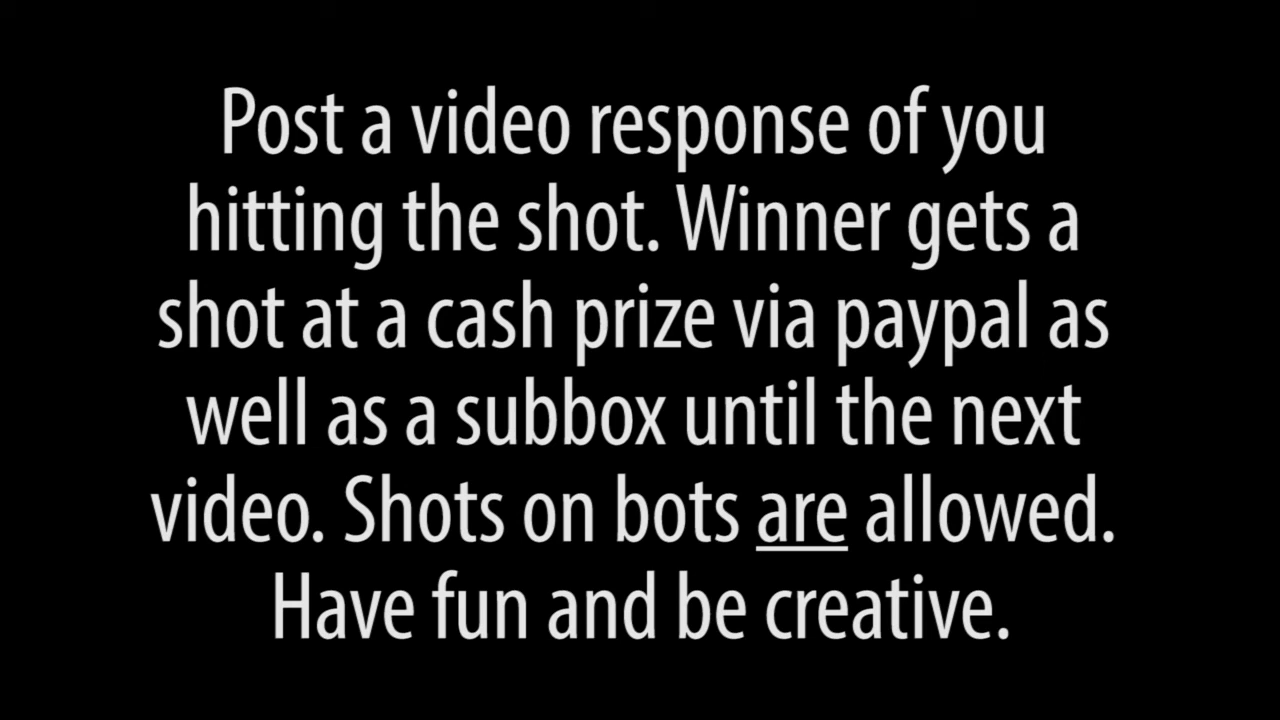 Post a video response of you
hitting the shot. Winner gets a
shot at a cash prize via paypal as
well as a subbox until the next
video. Shots on bots are allowed.
Have fun and be creative.